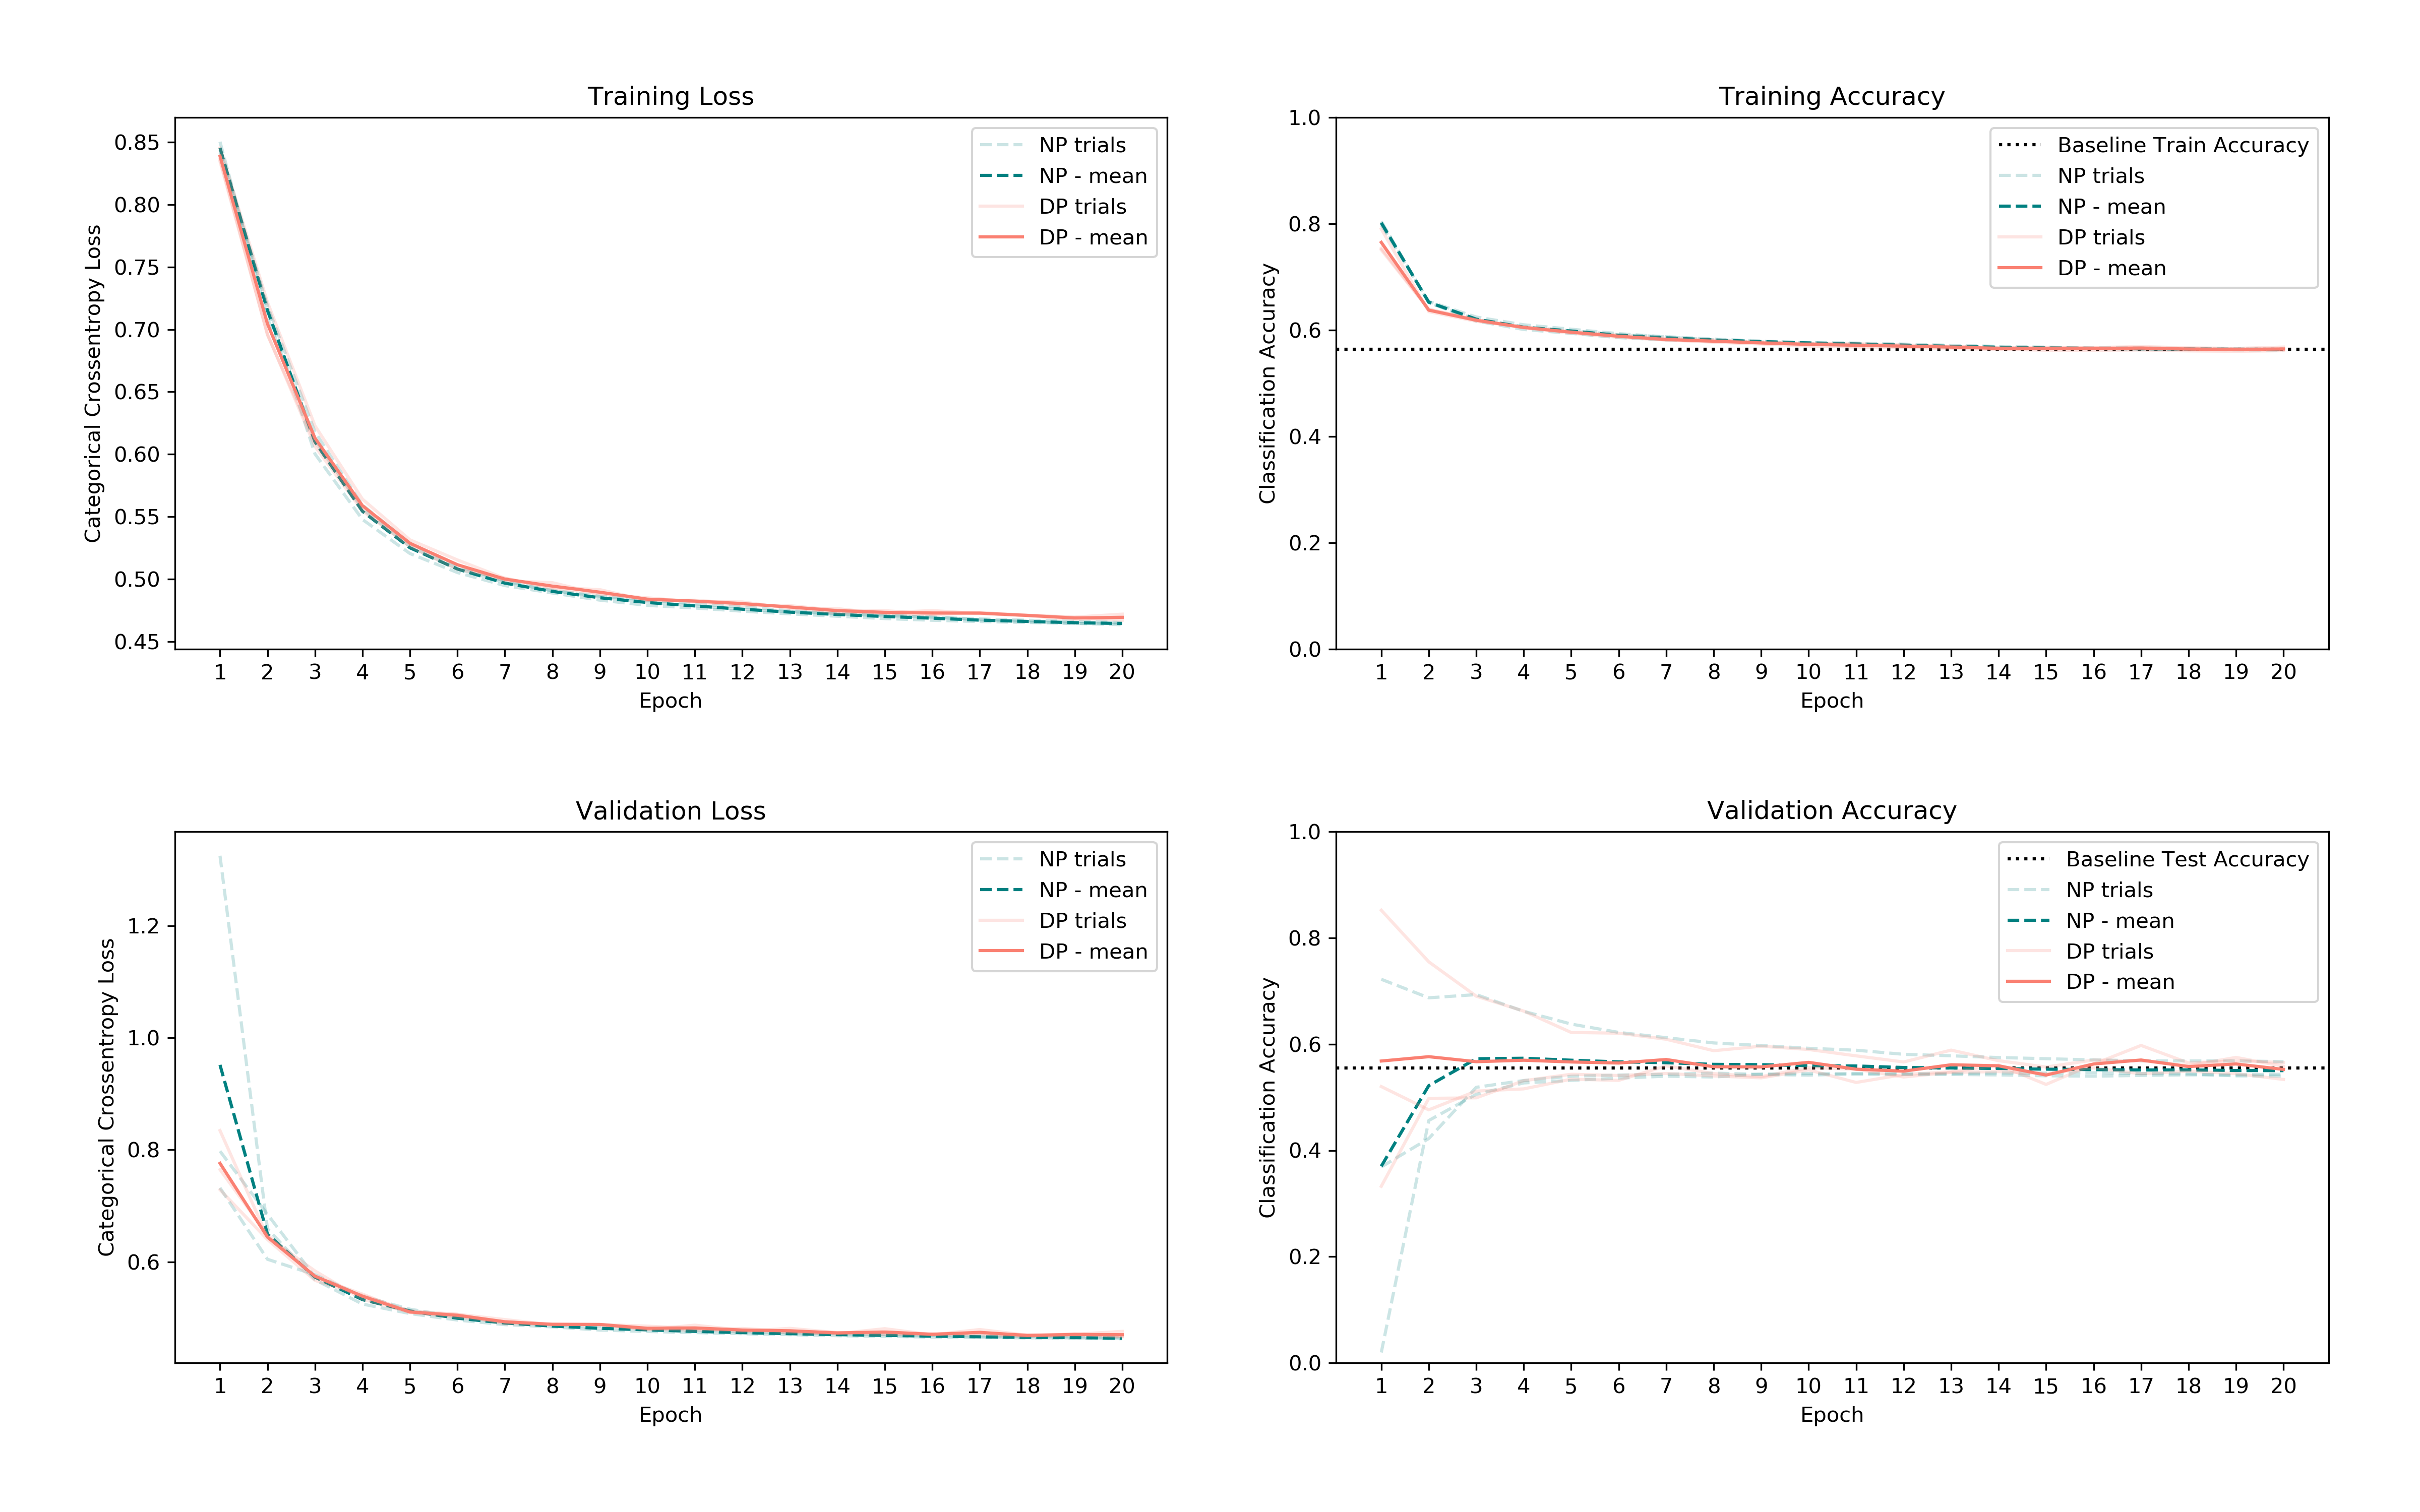 Training Loss
Categorical Crossentropy Loss
0.85
0.80
0.75
0.70
0.65
0.60
0.55
0.50
0.45
NP trials
NP - mean
DP trials
DP - mean
1 2 3 4 5 6 7 8 9 10 11 12 13 14 15 16 17 18 19 20
Epoch
Training Accuracy
Classification Accuracy
1.0
0.8
0.6
0.4
0.2
0.0
Baseline Train Accuracy
NP trials
NP - mean
DP trials
DP - mean
1 2 3 4 5 6 7 8 9 10 11 12 13 14 15 16 17 18 19 20
Epoch
Validation Loss
Categorical Crossentropy Loss
1.2
1.0
0.8
0.6
NP trials
NP - mean
DP trials
DP - mean
1 2 3 4 5 6 7 8 9 10 11 12 13 14 15 16 17 18 19 20
Epoch
Validation Accuracy
Classification Accuracy
1.0
0.8
0.6
0.4
0.2
0.0
Baseline Test Accuracy
NP trials
NP - mean
DP trials
DP - mean
1 2 3 4 5 6 7 8 9 10 11 12 13 14 15 16 17 18 19 20
Epoch